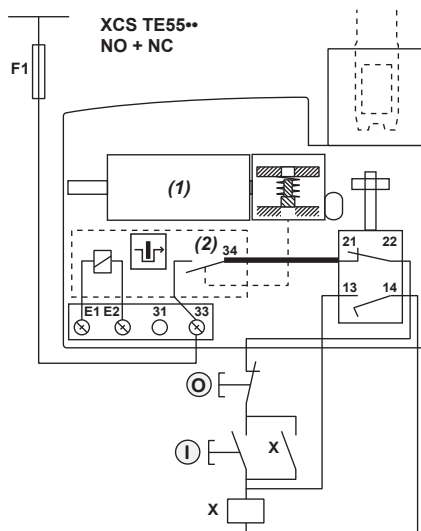 XCS TE55••
NO + NC
F1
(1)
(2)
34
21 22
13 14
E1 E2 31 33
O
I X
X